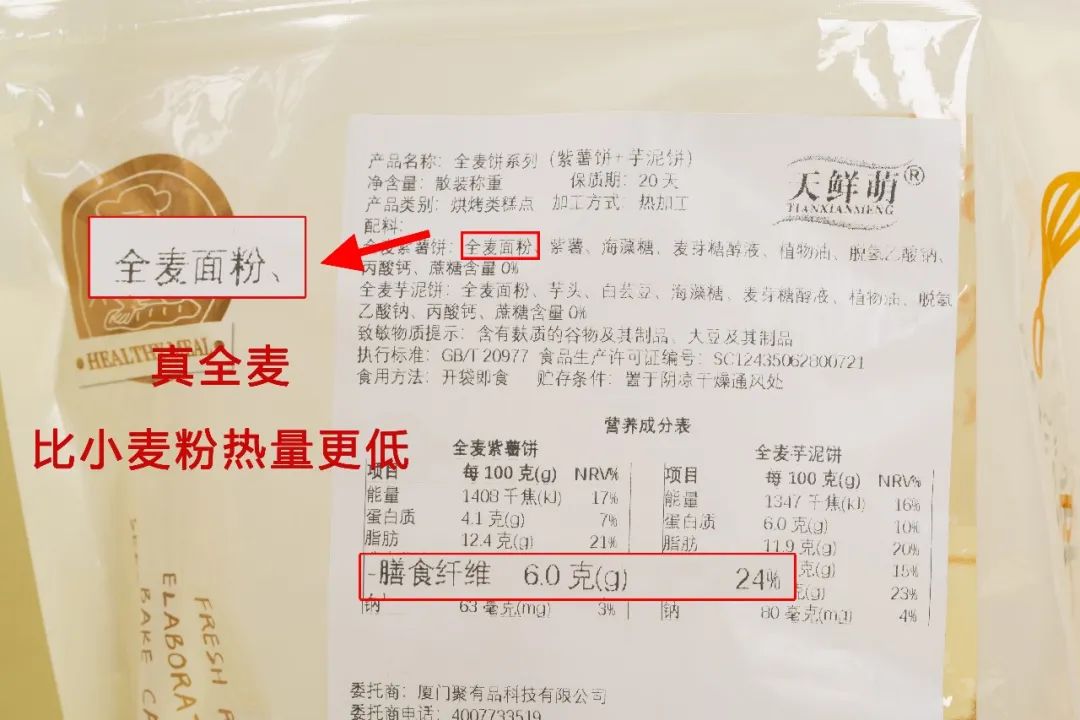 产品名称：全麦饼系列（紫薯饼+芋泥饼）
净含量：散装称重 保质期：20天
产品类别：烘烤类糕点 加工方式：热加工
配料：
全麦紫薯饼：全麦面粉、紫薯、海藻糖、麦芽糖醇液、植物油、脱氢乙酸钠、
丙酸钙、蔗糖含量0%
全麦芋泥饼：全麦面粉、芋头、白芸豆、海藻糖、麦芽糖醇液、植物油、脱氢
乙酸钠、丙酸钙、蔗糖含量0%
致敏物质提示：含有麸质的谷物及其制品、大豆及其制品
执行标准：GB/T 20977 食品生产许可证编号：SC12435062800721
食用方法：开袋即食 贮存条件：置于阴凉干燥通风处
天鲜萌®
TIANXIANMENG
全麦面粉、
HEALTHY MEAL
真全麦
比小麦粉热量更低
营养成分表
全麦紫薯饼 全麦芋泥饼
项目 每100克(g) NRV% 项目 每100克(g) NRV%
能量 1408千焦(kJ) 17% 能量 1347千焦(kJ) 16%
蛋白质 4.1克(g) 7% 蛋白质 6.0克(g) 10%
脂肪 12.4克(g) 21% 脂肪 11.9克(g) 20%
克(g) 15%
-膳食纤维 6.0克(g) 24%
克(g) 23%
钠 63毫克(mg) 3% 钠 80毫克(mg) 4%
委托商：厦门聚有品科技有限公司
委托商电话：4007733519
FRESH
ELABORA
BAKE CA